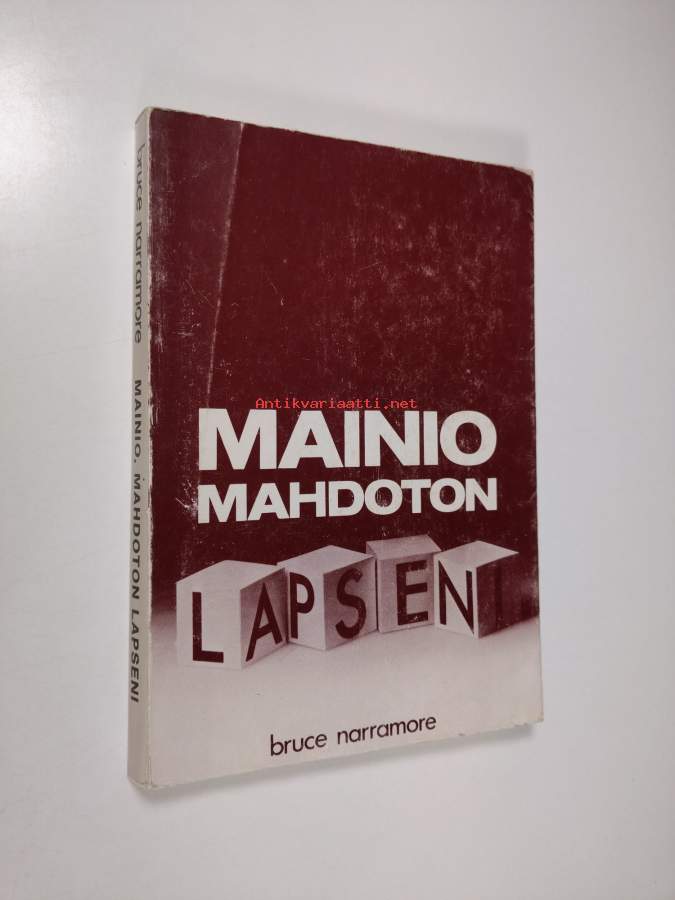 bruce narramore MAINIO, MAHDOTON LAPSENI
Antikvariaatti.net
MAINIO
MAHDOTON
LAPSENI
bruce narramore